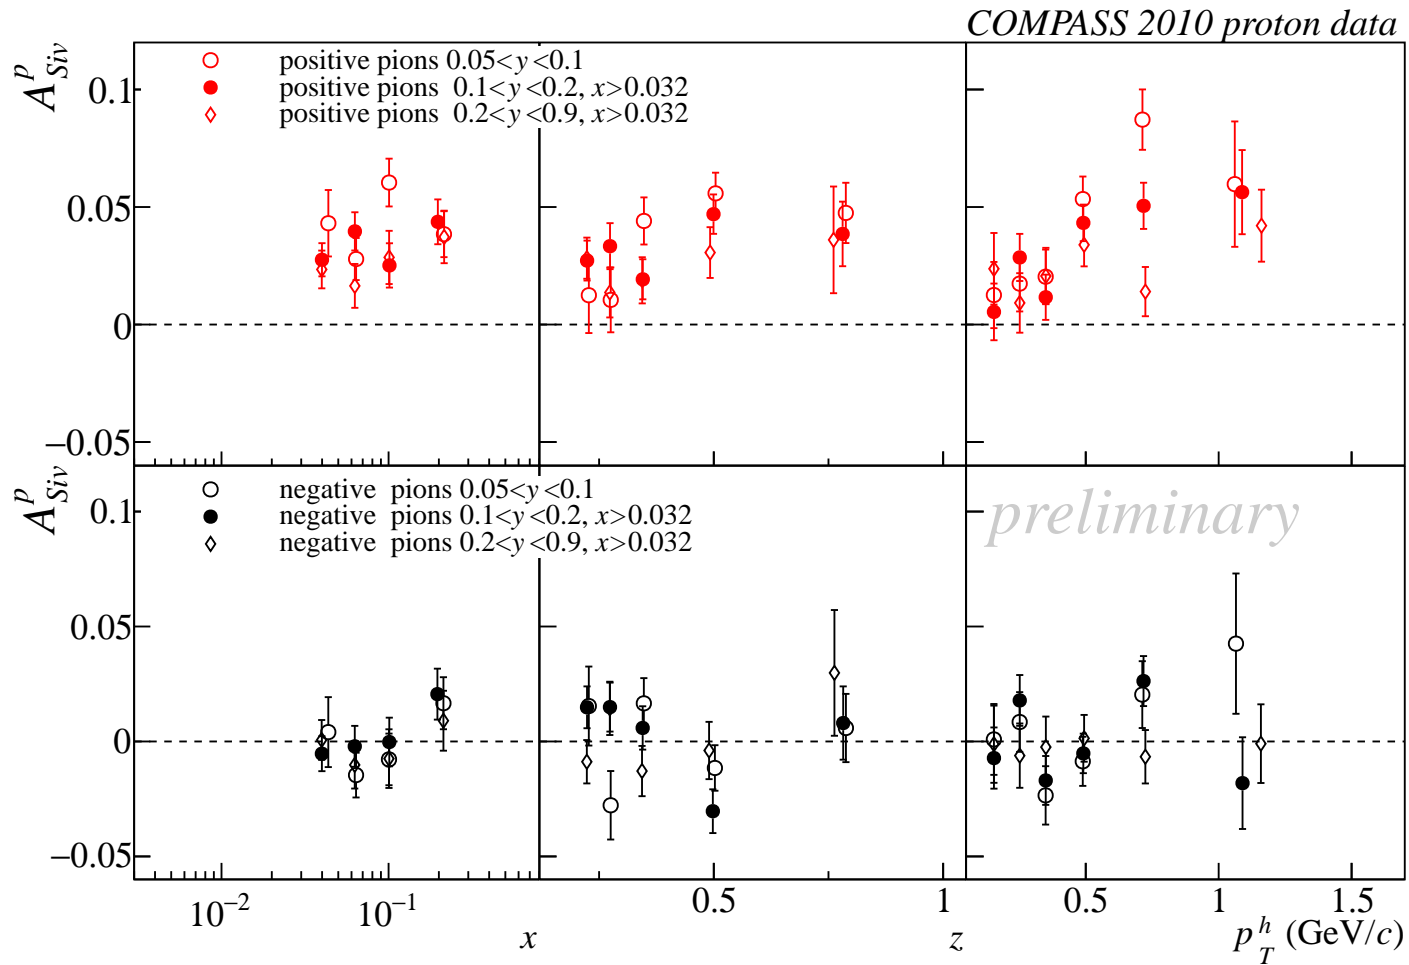 COMPASS 2010 proton data
A^p_Siv
positive pions 0.05<y<0.1
positive pions 0.1<y<0.2, x>0.032
positive pions 0.2<y<0.9, x>0.032
0.1
0.05
0
−0.05
A^p_Siv
negative pions 0.05<y<0.1
negative pions 0.1<y<0.2, x>0.032
negative pions 0.2<y<0.9, x>0.032
preliminary
0.1
0.05
0
−0.05
10^−2 10^−1 0.5 1 0.5 1 1.5
x z p_T^h (GeV/c)